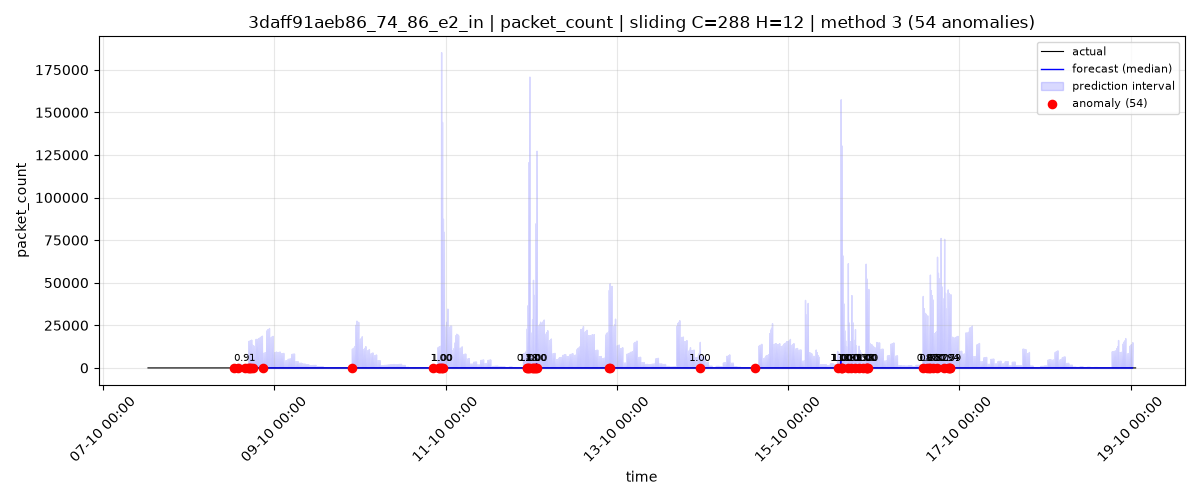 3daff91aeb86_74_86_e2_in | packet_count | sliding C=288 H=12 | method 3 (54 anomalies)
actual
forecast (median)
prediction interval
anomaly (54)
packet_count
175000
150000
125000
100000
75000
50000
25000
0
0.91
1.00
1.00
07-10 00:00
09-10 00:00
11-10 00:00
13-10 00:00
15-10 00:00
17-10 00:00
19-10 00:00
time